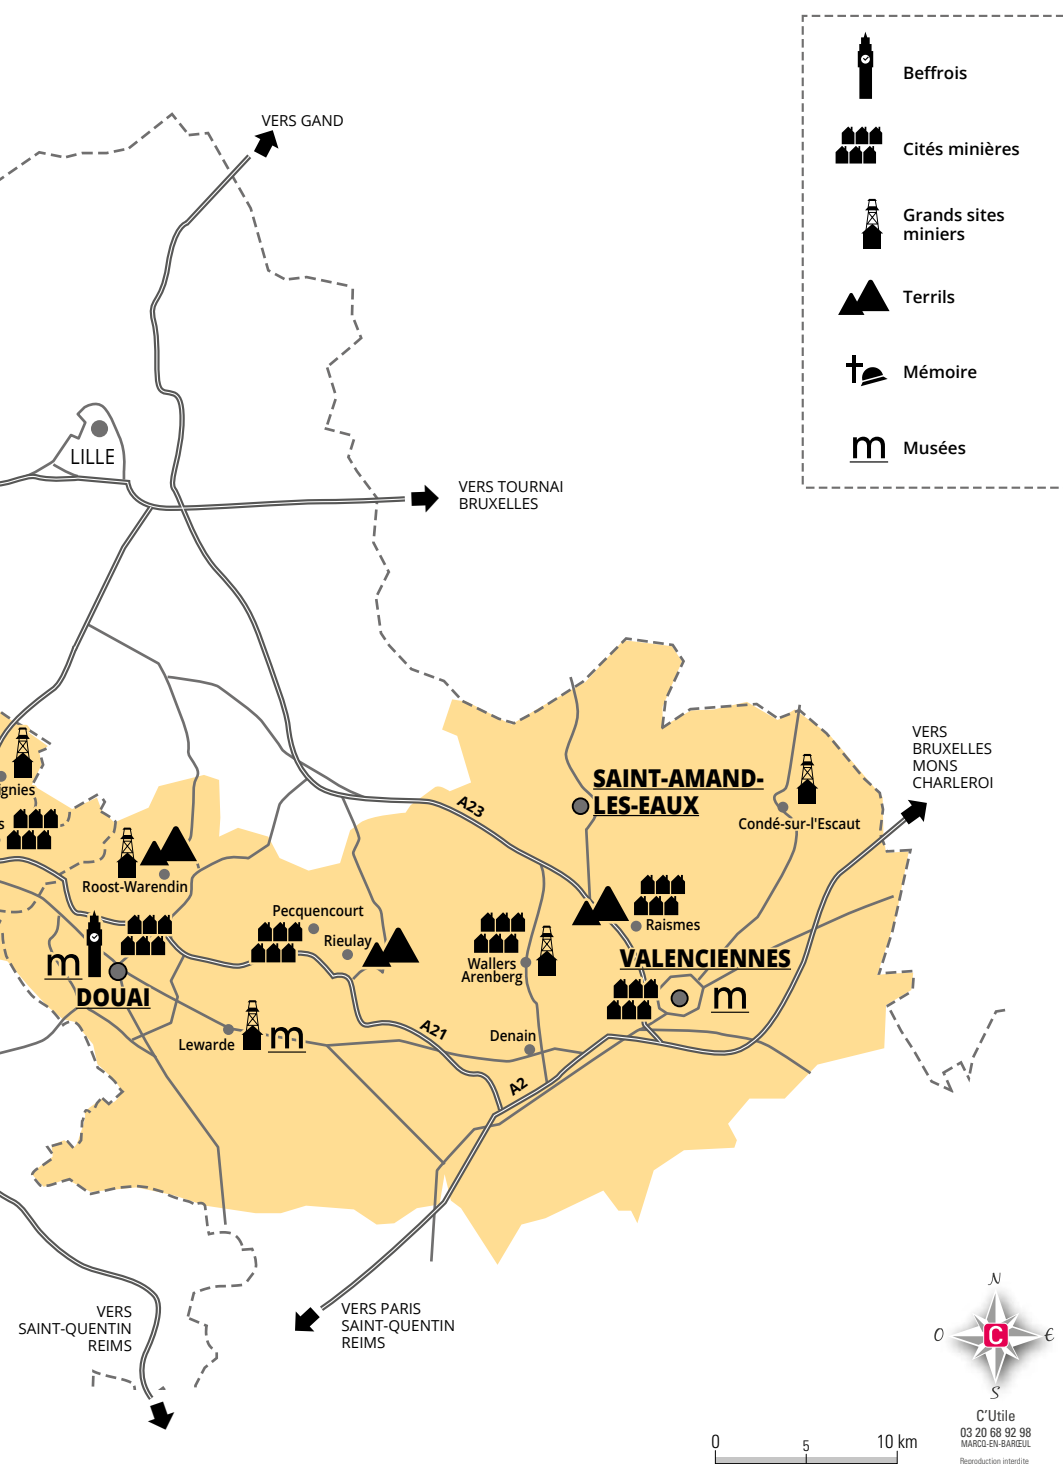 Beffrois
Cités minières
Grands sites
miniers
Terrils
Mémoire
m
Musées
VERS GAND
LILLE
VERS TOURNAI
BRUXELLES
VERS
BRUXELLES
MONS
CHARLEROI
SAINT-AMAND-
LES-EAUX
A23
Condé-sur-l'Escaut
ignies
s
Roost-Warendin
Pecquencourt
Rieulay
Raismes
Wallers
Arenberg
VALENCIENNES
m
m
DOUAI
Lewarde
m
A21
Denain
A2
VERS
SAINT-QUENTIN
REIMS
VERS PARIS
SAINT-QUENTIN
REIMS
N
O
C
E
S
C'Utile
03 20 68 92 98
MARCQ-EN-BARŒUL
Reproduction interdite
0
5
10 km